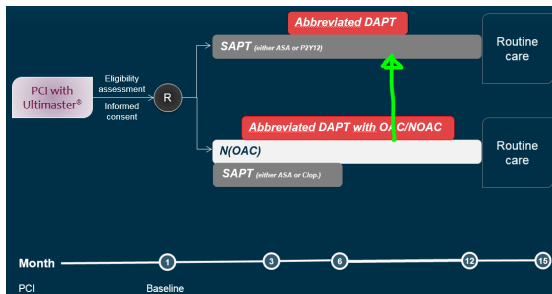 Abbreviated DAPT
SAPT (either ASA or P2Y12)
Routine
care
PCI with
Ultimaster®
Eligibility
assessment
Informed
consent
R
Abbreviated DAPT with OAC/NOAC
N(OAC)
SAPT (either ASA or Clop.)
Routine
care
Month 1 3 6 12 15
PCI Baseline